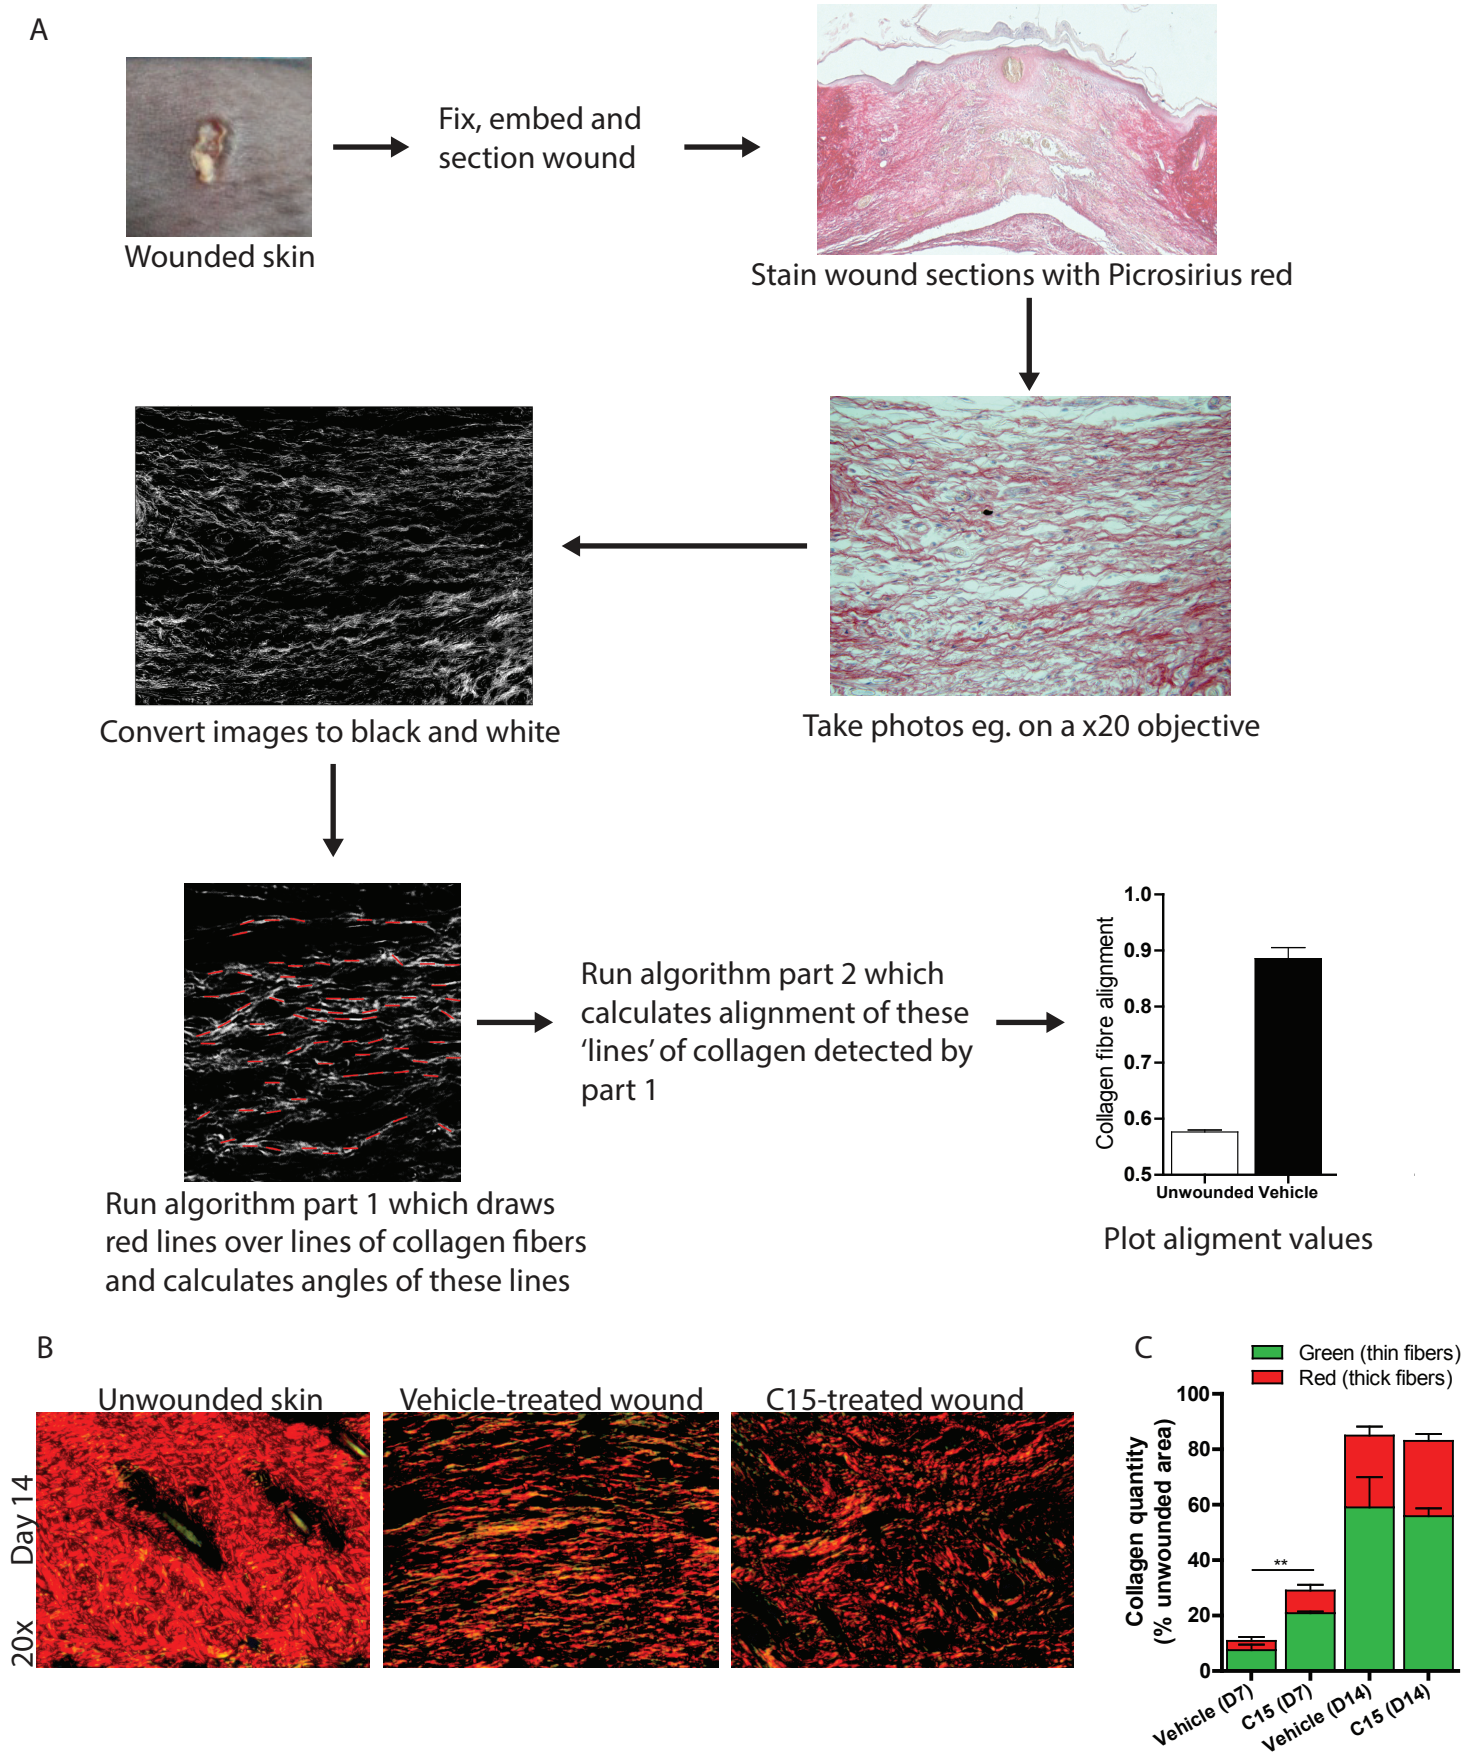 A
Wounded skin
Fix, embed and
section wound
Stain wound sections with Picrosirius red
Take photos eg. on a x20 objective
Convert images to black and white
Run algorithm part 1 which draws
red lines over lines of collagen fibers
and calculates angles of these lines
Run algorithm part 2 which
calculates alignment of these
‘lines’ of collagen detected by
part 1
Collagen fibre alignment
1.0
0.9
0.8
0.7
0.6
0.5
Unwounded Vehicle
Plot aligment values
B
Unwounded skin
Vehicle-treated wound
C15-treated wound
20x Day 14
C
Green (thin fibers)
Red (thick fibers)
Collagen quantity
(% unwounded area)
100
80
60
40
20
0
**
Vehicle (D7)
C15 (D7)
Vehicle (D14)
C15 (D14)